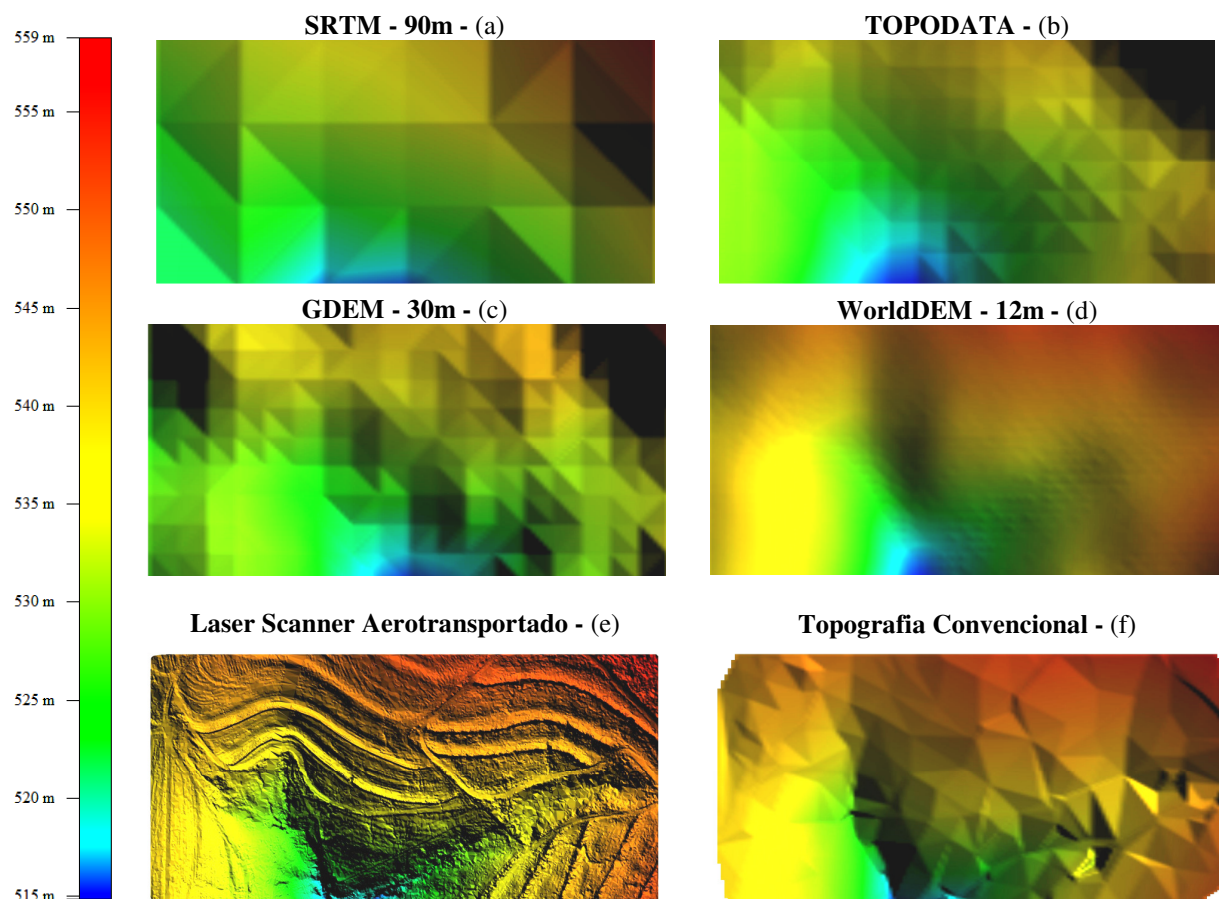 SRTM - 90m - (a)
TOPODATA - (b)
559 m
555 m
550 m
545 m
540 m
535 m
530 m
525 m
520 m
515 m
GDEM - 30m - (c)
WorldDEM - 12m - (d)
Laser Scanner Aerotransportado - (e)
Topografia Convencional - (f)